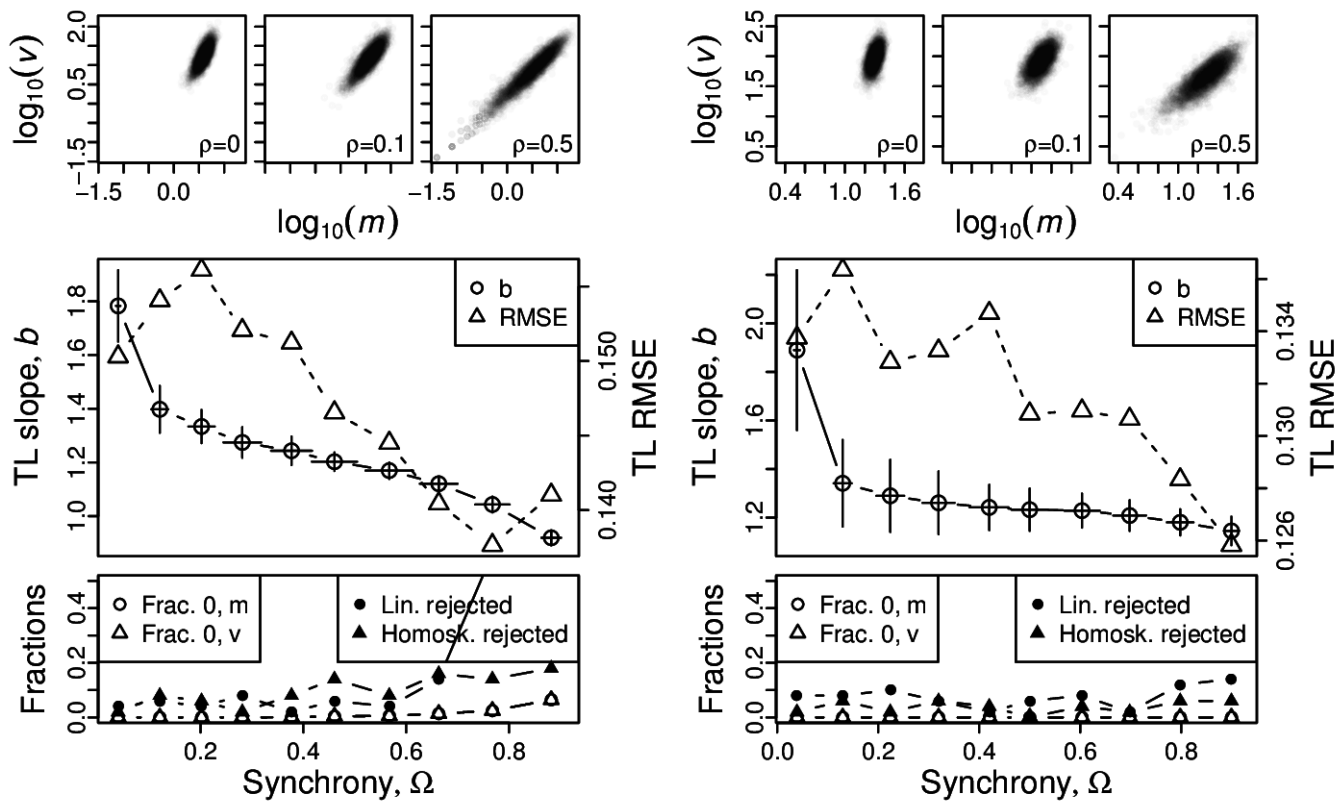 log₁₀(v)
2.0
0.5
-1.5
ρ=0
ρ=0.1
ρ=0.5
-1.5 0.0 -1.5 0.0
log₁₀(m)
log₁₀(v)
2.5
1.5
0.5
ρ=0
ρ=0.1
ρ=0.5
0.4 1.0 1.6 0.4 1.0 1.6
log₁₀(m)
TL slope, b
1.8
1.6
1.4
1.2
1.0
b
RMSE
0.150
0.140
TL RMSE
TL slope, b
2.0
1.6
1.2
b
RMSE
0.134
0.130
0.126
TL RMSE
Fractions
0.4
0.2
0.0
Frac. 0, m
Frac. 0, v
Lin. rejected
Homosk. rejected
0.2 0.4 0.6 0.8
Synchrony, Ω
Fractions
0.4
0.2
0.0
Frac. 0, m
Frac. 0, v
Lin. rejected
Homosk. rejected
0.0 0.2 0.4 0.6 0.8
Synchrony, Ω